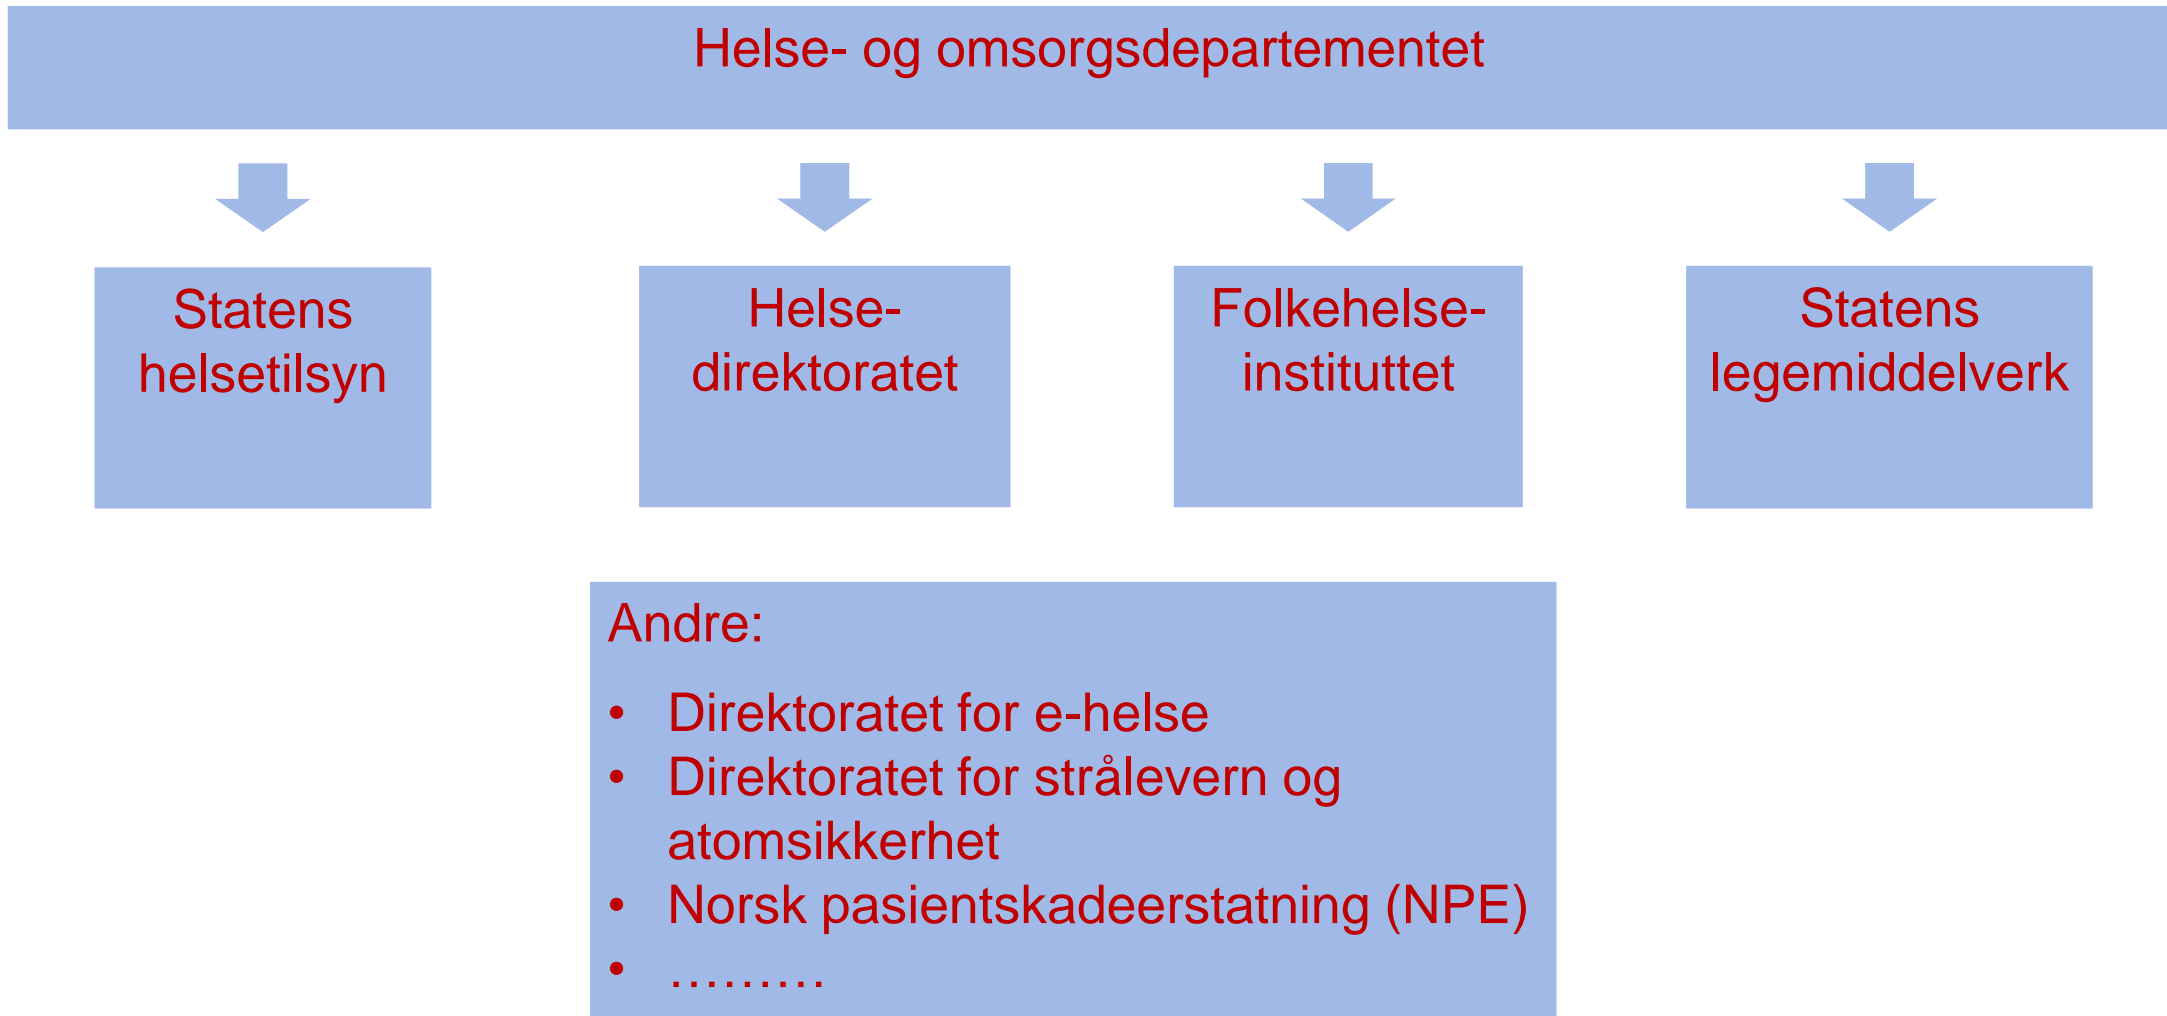 Helse- og omsorgsdepartementet
Statens
helsetilsyn
Helse-
direktoratet
Folkehelse-
instituttet
Statens
legemiddelverk
Andre:
• Direktoratet for e-helse
• Direktoratet for strålevern og
atomsikkerhet
• Norsk pasientskadeerstatning (NPE)
• ………